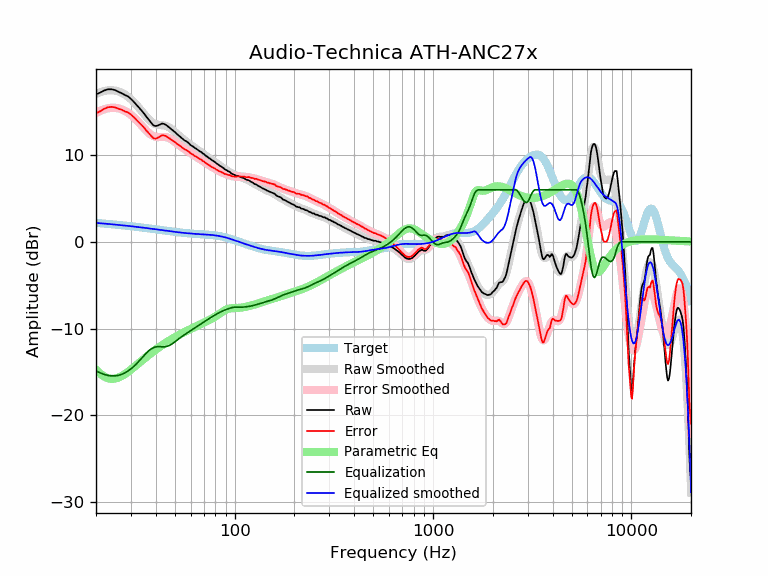 Audio-Technica ATH-ANC27x
10
0
−10
−20
−30
Amplitude (dBr)
Target
Raw Smoothed
Error Smoothed
Raw
Error
Parametric Eq
Equalization
Equalized smoothed
100
1000
10000
Frequency (Hz)